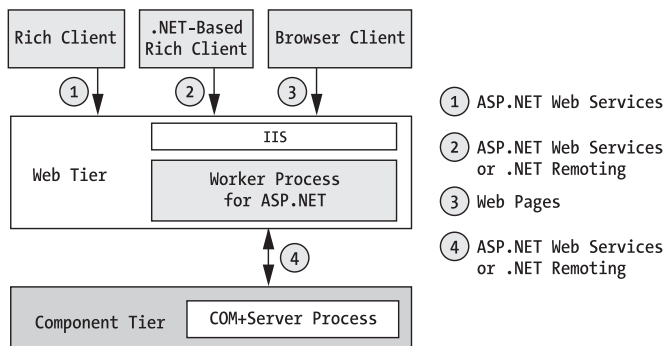 Rich Client
.NET-Based
Rich Client
Browser Client
1
2
3
IIS
Web Tier
Worker Process
for ASP.NET
4
Component Tier
COM+Server Process
1 ASP.NET Web Services
2 ASP.NET Web Services
or .NET Remoting
3 Web Pages
4 ASP.NET Web Services
or .NET Remoting